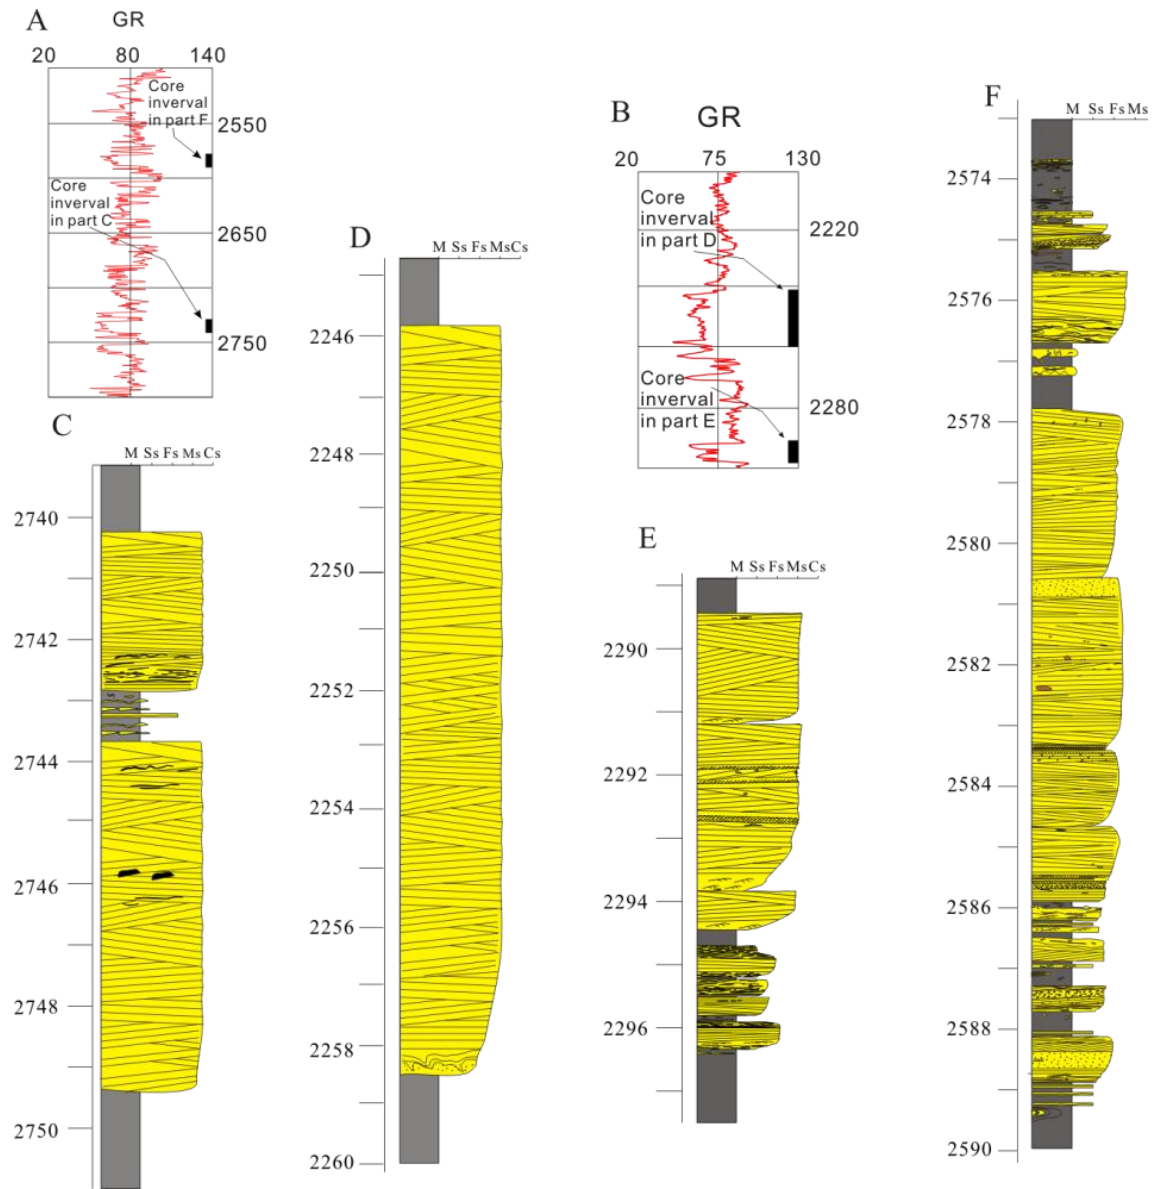 A
GR
20 80 140
Core
inverval
in part F
2550
Core
inverval
in part C
2650
2750
B
GR
20 75 130
Core
inverval
in part D
2220
Core
inverval
in part E
2280
C
M Ss Fs Ms Cs
2740
2742
2744
2746
2748
2750
D
M Ss Fs MsCs
2246
2248
2250
2252
2254
2256
2258
2260
E
M Ss Fs MsCs
2290
2292
2294
2296
F
M Ss Fs Ms
2574
2576
2578
2580
2582
2584
2586
2588
2590